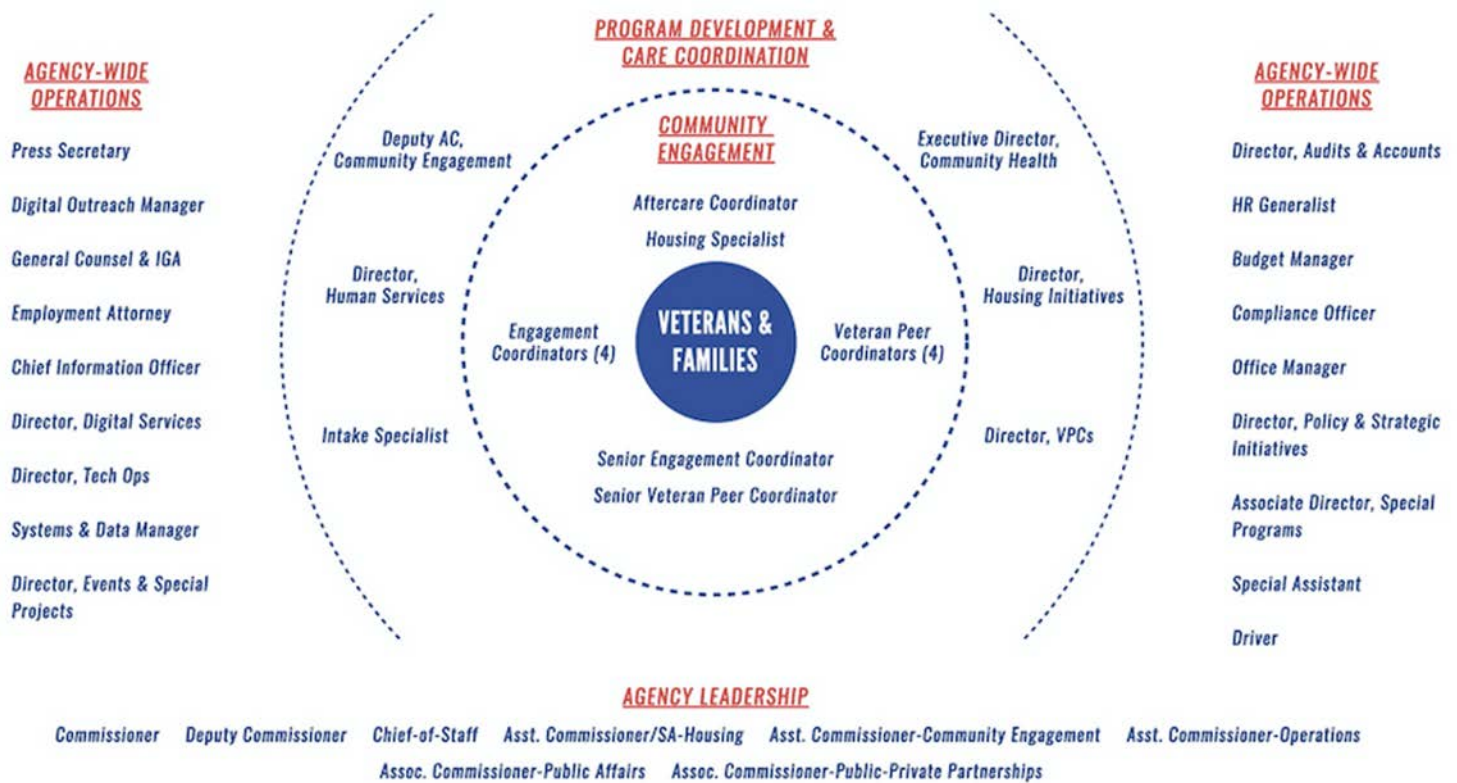 PROGRAM DEVELOPMENT &
CARE COORDINATION
AGENCY-WIDE
OPERATIONS
Press Secretary
Digital Outreach Manager
General Counsel & IGA
Employment Attorney
Chief Information Officer
Director, Digital Services
Director, Tech Ops
Systems & Data Manager
Director, Events & Special
Projects
Deputy AC,
Community Engagement
Director,
Human Services
Intake Specialist
COMMUNITY
ENGAGEMENT
Aftercare Coordinator
Housing Specialist
Engagement
Coordinators (4)
VETERANS &
FAMILIES
Veteran Peer
Coordinators (4)
Senior Engagement Coordinator
Senior Veteran Peer Coordinator
Executive Director,
Community Health
Director,
Housing Initiatives
Director, VPCs
AGENCY-WIDE
OPERATIONS
Director, Audits & Accounts
HR Generalist
Budget Manager
Compliance Officer
Office Manager
Director, Policy & Strategic
Initiatives
Associate Director, Special
Programs
Special Assistant
Driver
AGENCY LEADERSHIP
Commissioner Deputy Commissioner Chief-of-Staff Asst. Commissioner/SA-Housing Asst. Commissioner-Community Engagement Asst. Commissioner-Operations
Assoc. Commissioner-Public Affairs Assoc. Commissioner-Public-Private Partnerships